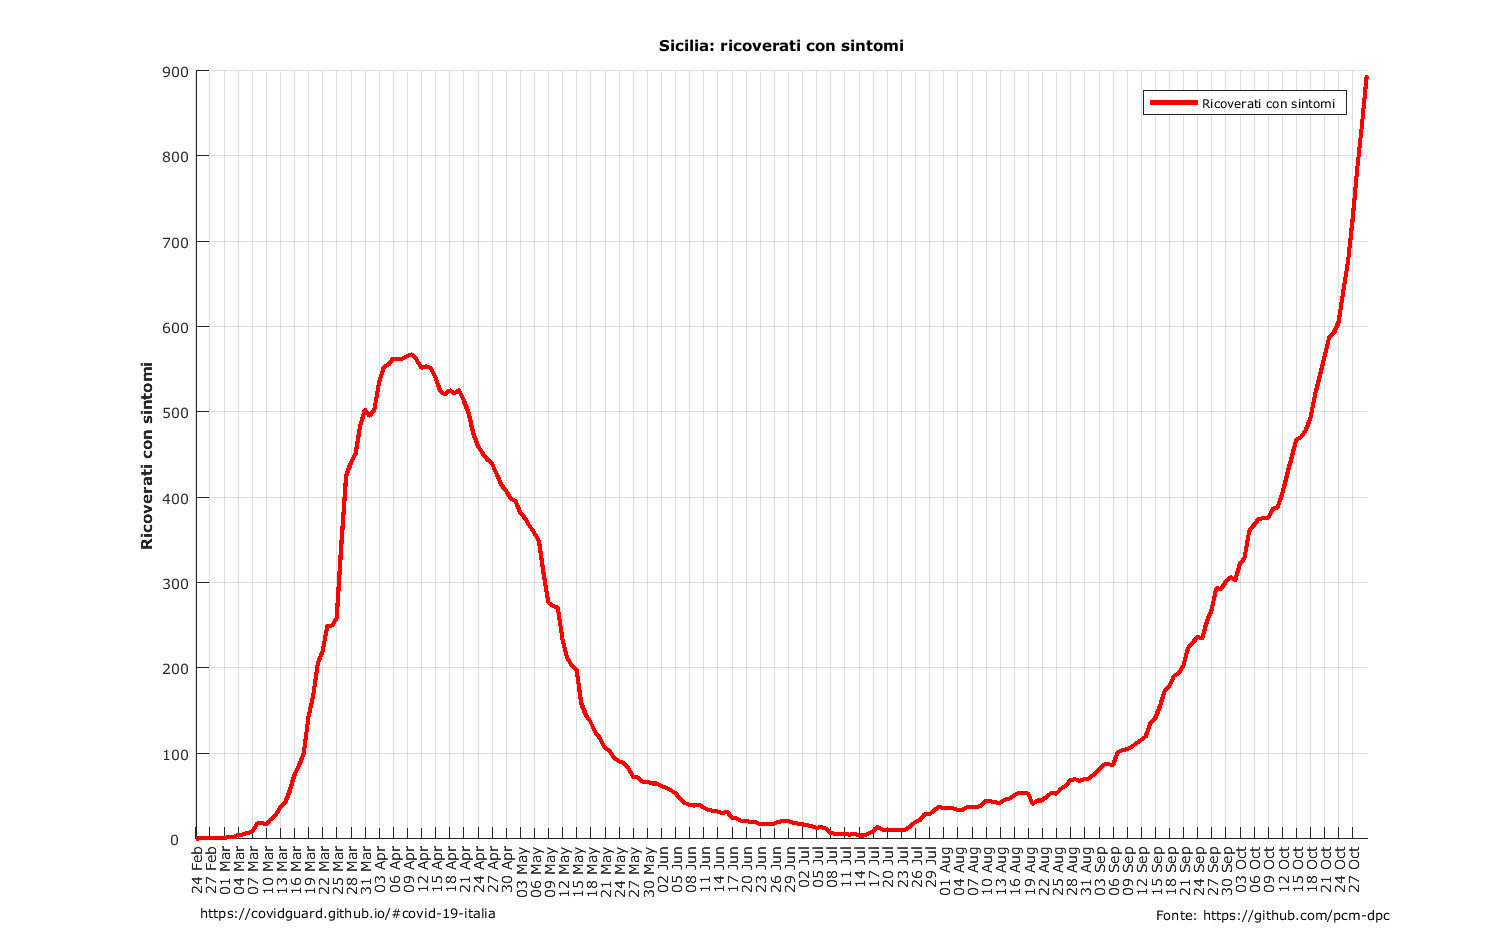 Sicilia: ricoverati con sintomi
Ricoverati con sintomi
Ricoverati con sintomi
900
800
700
600
500
400
300
200
100
0
24 Feb
27 Feb
01 Mar
04 Mar
07 Mar
10 Mar
13 Mar
16 Mar
19 Mar
22 Mar
25 Mar
28 Mar
31 Mar
03 Apr
06 Apr
09 Apr
12 Apr
15 Apr
18 Apr
21 Apr
24 Apr
27 Apr
30 Apr
03 May
06 May
09 May
12 May
15 May
18 May
21 May
24 May
27 May
30 May
02 Jun
05 Jun
08 Jun
11 Jun
14 Jun
17 Jun
20 Jun
23 Jun
26 Jun
29 Jun
02 Jul
05 Jul
08 Jul
11 Jul
14 Jul
17 Jul
20 Jul
23 Jul
26 Jul
29 Jul
01 Aug
04 Aug
07 Aug
10 Aug
13 Aug
16 Aug
19 Aug
22 Aug
25 Aug
28 Aug
31 Aug
03 Sep
06 Sep
09 Sep
12 Sep
15 Sep
18 Sep
21 Sep
24 Sep
27 Sep
30 Sep
03 Oct
06 Oct
09 Oct
12 Oct
15 Oct
18 Oct
21 Oct
24 Oct
27 Oct
https://covidguard.github.io/#covid-19-italia
Fonte: https://github.com/pcm-dpc